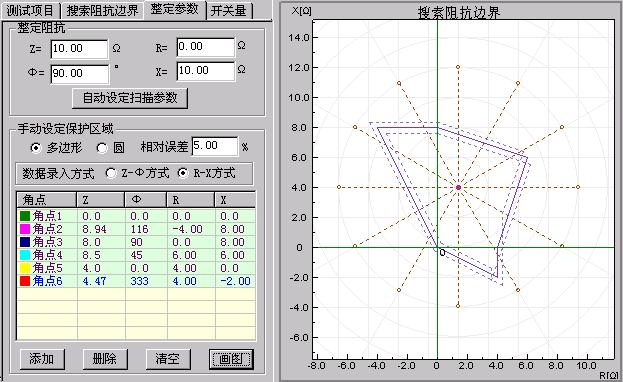 测试项目 搜索阻抗边界 整定参数 开关量
整定阻抗
Z= 10.00 Ω R= 0.00 Ω
Φ= 90.00 ° X= 10.00 Ω
自动设定扫描参数
手动设定保护区域
多边形 圆 相对误差 5.00 %
数据录入方式 Z-Φ方式 R-X方式
角点 Z Φ R X
角点1 0.0 0.0 0.0 0.0
角点2 8.94 116 -4.00 8.00
角点3 8.0 90 0.0 8.00
角点4 8.5 45 6.00 6.00
角点5 4.0 0.0 4.00 0.0
角点6 4.47 333 4.00 -2.00
添加 删除 清空 画图
X[Ω] 搜索阻抗边界
14.0
12.0
10.0
8.0
6.0
4.0
2.0
0
0
-2.0
-4.0
-6.0
-8.0 -6.0 -4.0 -2.0 0 2.0 4.0 6.0 8.0 10.0
R[Ω]